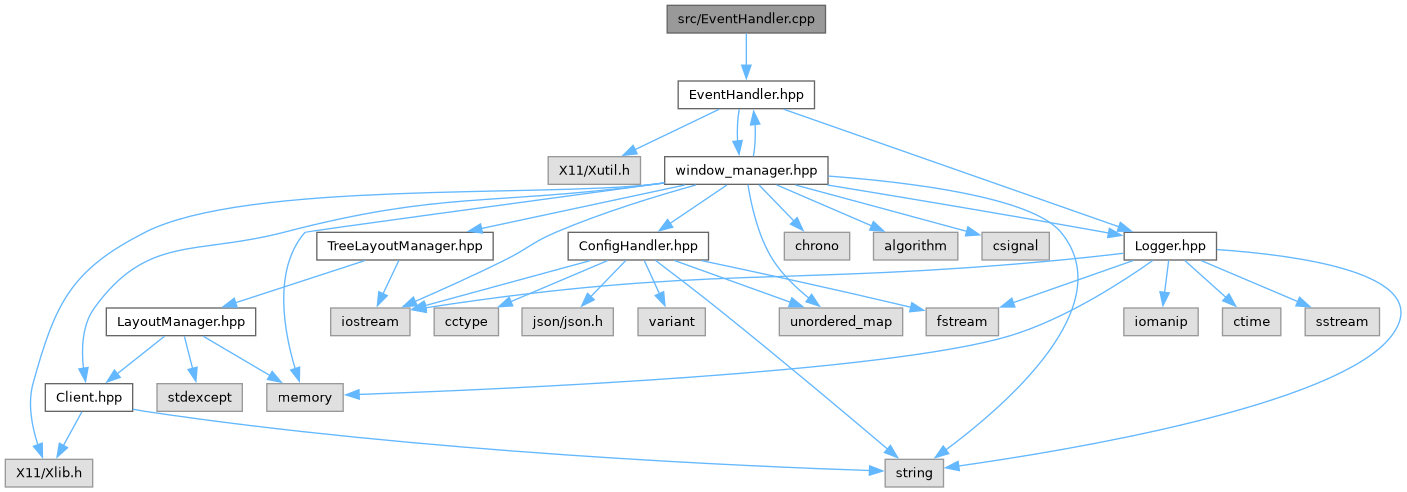 src/EventHandler.cpp
EventHandler.hpp
X11/Xutil.h
window_manager.hpp
TreeLayoutManager.hpp
ConfigHandler.hpp
chrono
algorithm
csignal
Logger.hpp
LayoutManager.hpp
iostream
cctype
json/json.h
variant
unordered_map
fstream
iomanip
ctime
sstream
Client.hpp
stdexcept
memory
X11/Xlib.h
string